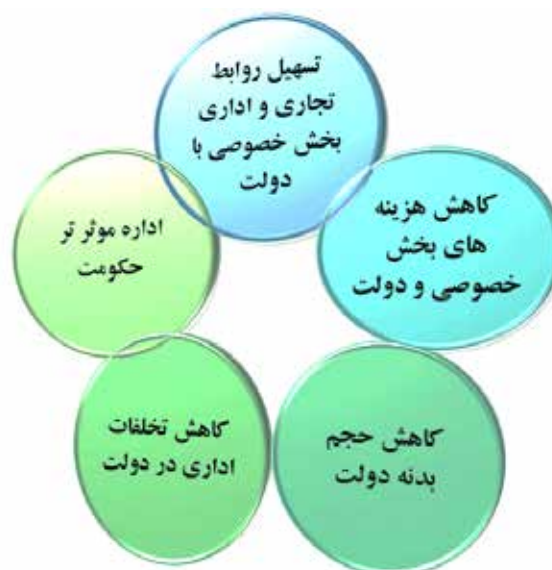 تسهیل روابط
تجاری و اداری
بخش خصوصی با
دولت
کاهش هزینه
های بخش
خصوصی و دولت
کاهش حجم
بدنه دولت
کاهش تخلفات
اداری در دولت
اداره موثر تر
حکومت